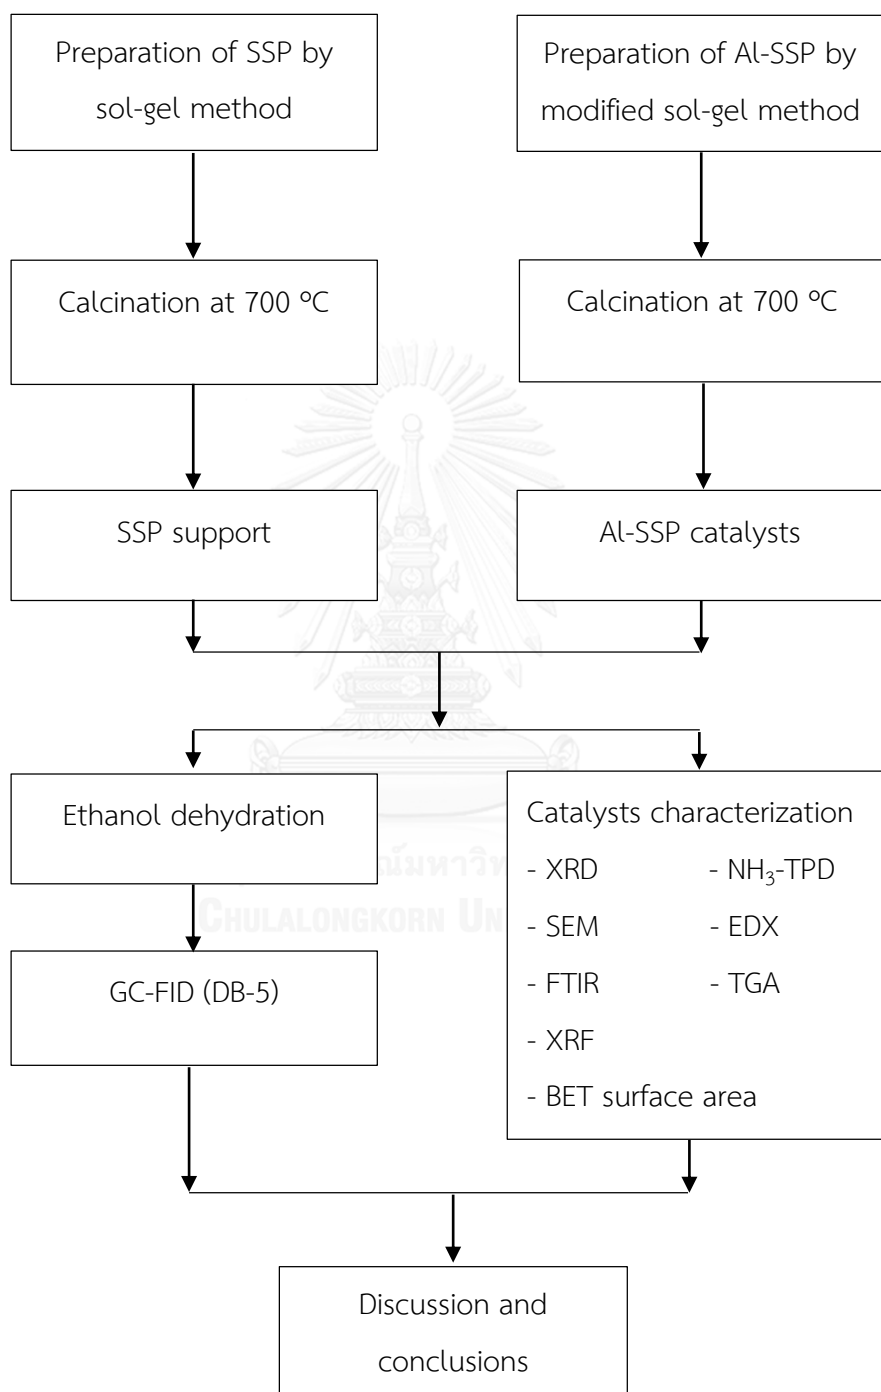 Preparation of SSP by
sol-gel method
Preparation of Al-SSP by
modified sol-gel method
Calcination at 700 ºC
Calcination at 700 ºC
SSP support
Al-SSP catalysts
Ethanol dehydration
GC-FID (DB-5)
Catalysts characterization
- XRD - NH₃-TPD
- SEM - EDX
- FTIR - TGA
- XRF
- BET surface area
CHULALONGKORN UN
Discussion and
conclusions